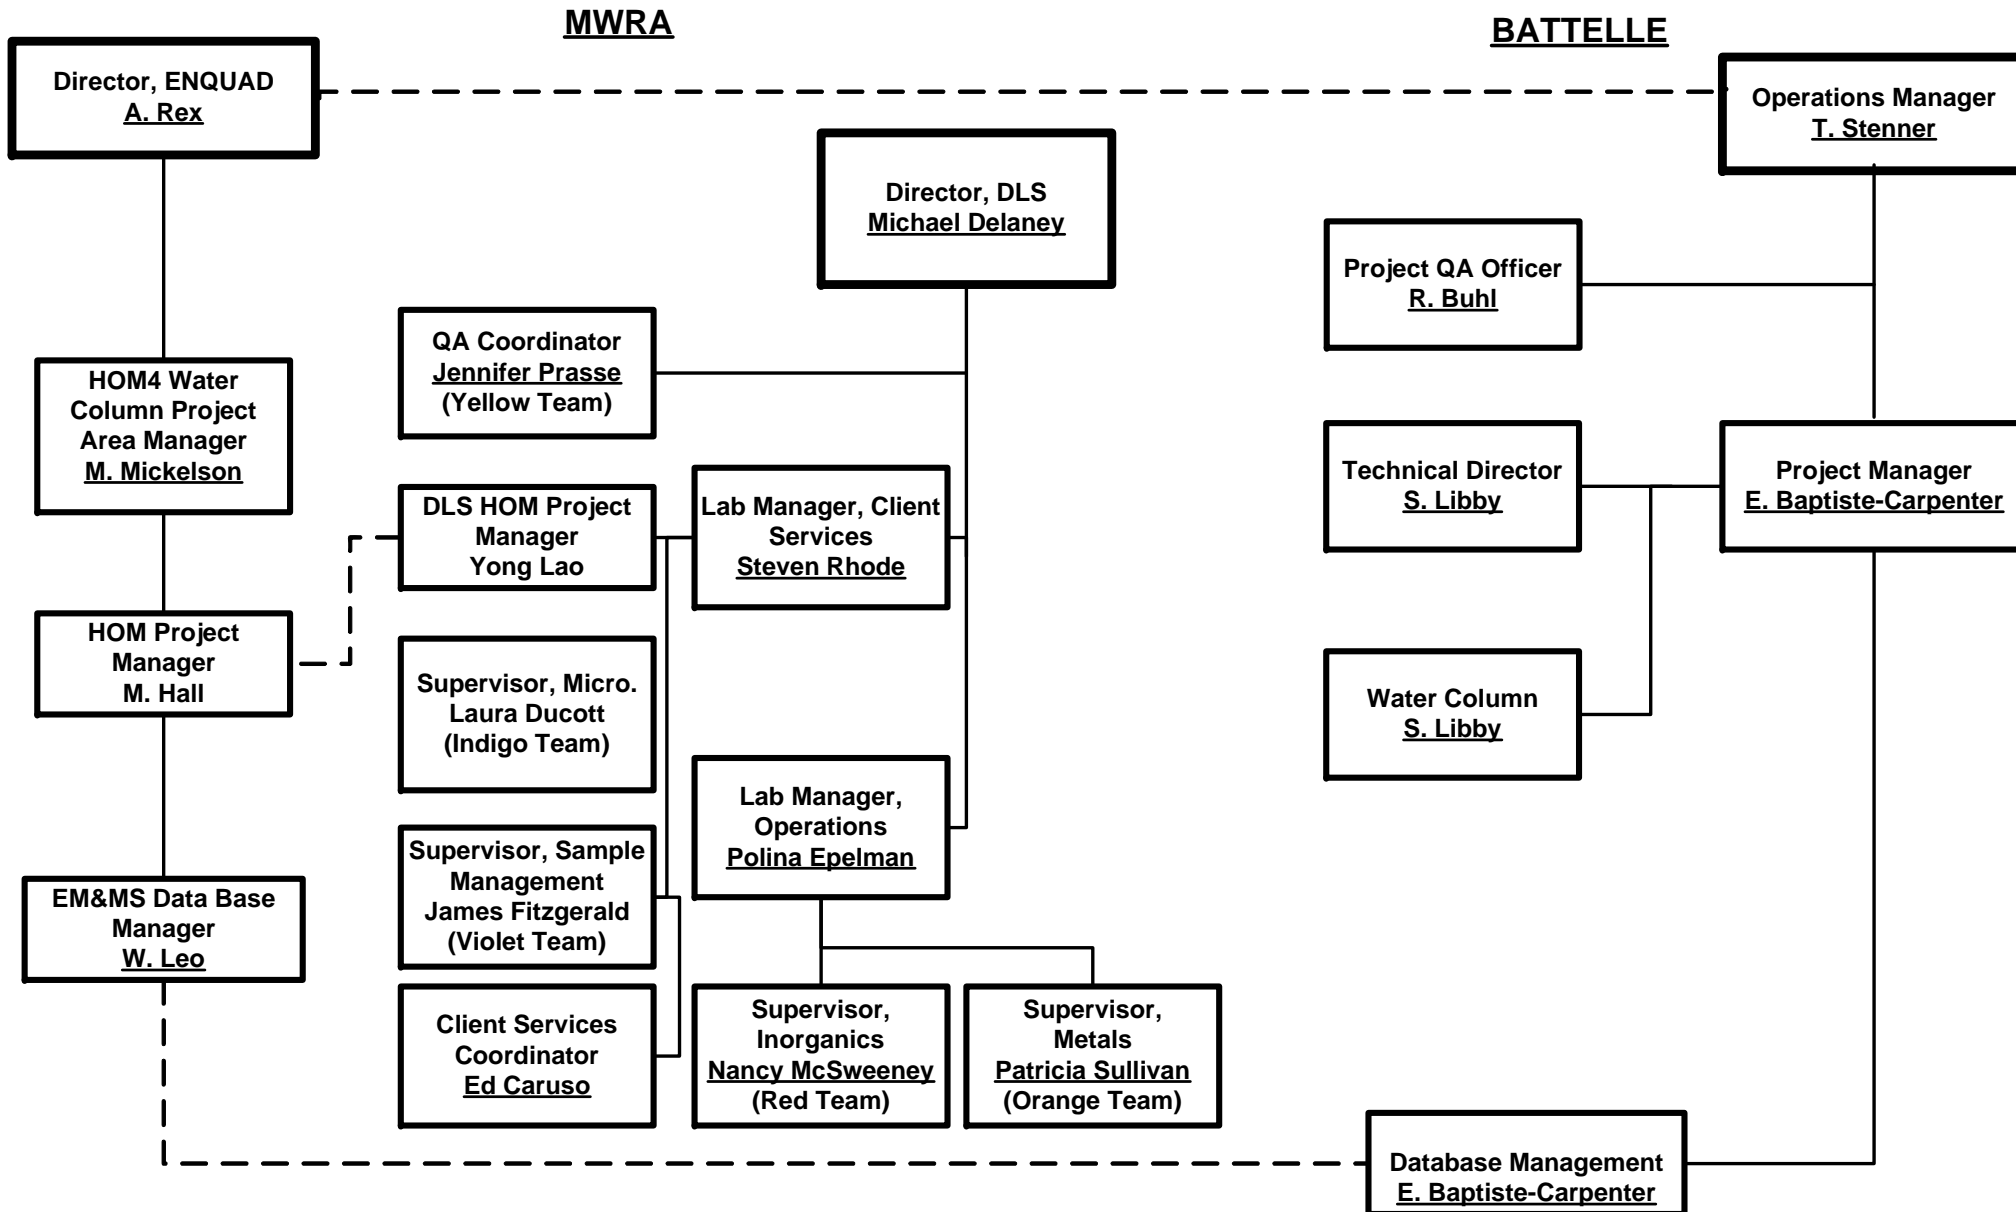 MWRA
BATTELLE
Director, ENQUAD
A. Rex
Operations Manager
T. Stenner
Director, DLS
Michael Delaney
Project QA Officer
R. Buhl
QA Coordinator
Jennifer Prasse
(Yellow Team)
HOM4 Water
Column Project
Area Manager
M. Mickelson
DLS HOM Project
Manager
Yong Lao
Lab Manager, Client
Services
Steven Rhode
Technical Director
S. Libby
Project Manager
E. Baptiste-Carpenter
HOM Project
Manager
M. Hall
Supervisor, Micro.
Laura Ducott
(Indigo Team)
Water Column
S. Libby
Lab Manager,
Operations
Polina Epelman
Supervisor, Sample
Management
James Fitzgerald
(Violet Team)
EM&MS Data Base
Manager
W. Leo
Client Services
Coordinator
Ed Caruso
Supervisor,
Inorganics
Nancy McSweeney
(Red Team)
Supervisor,
Metals
Patricia Sullivan
(Orange Team)
Database Management
E. Baptiste-Carpenter